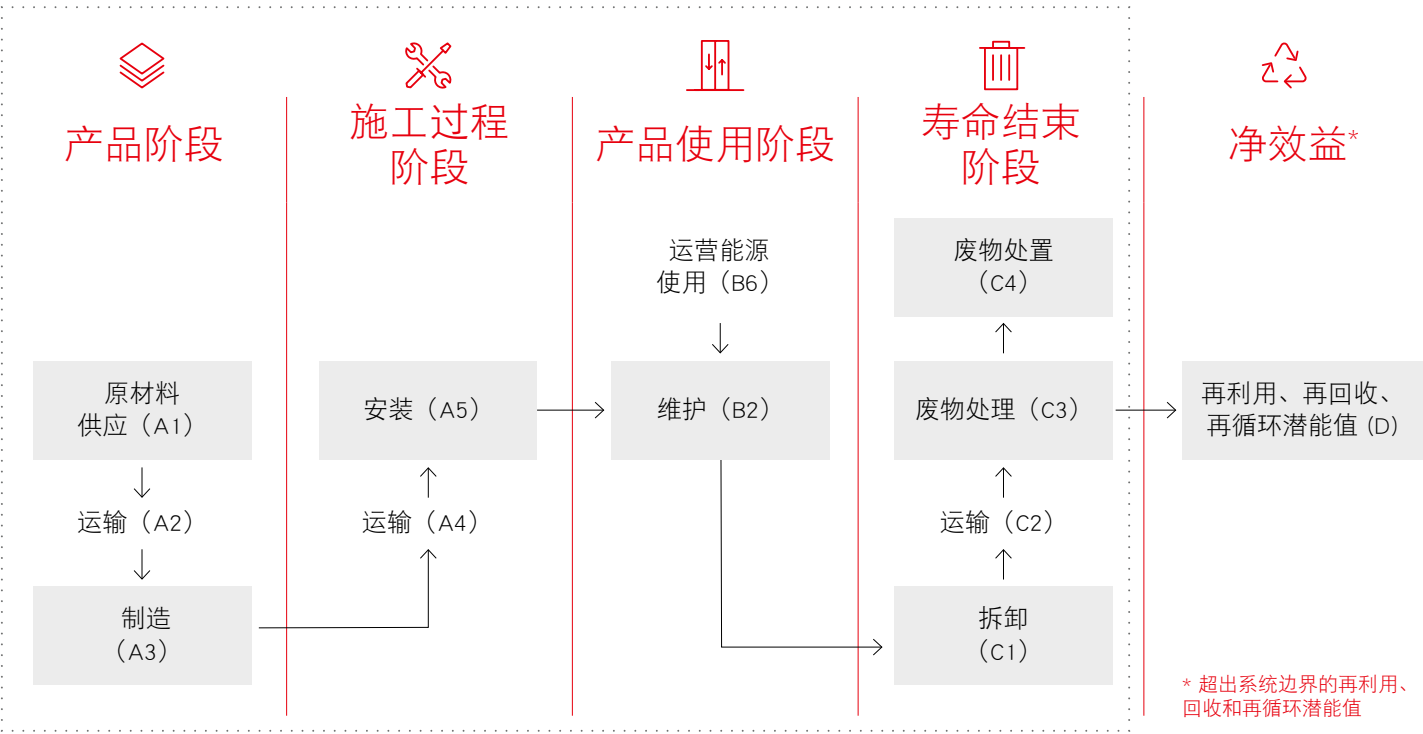 产品阶段
原材料
供应（A1）
运输（A2）
制造
（A3）
施工过程
阶段
安装（A5）
运输（A4）
产品使用阶段
运营能源
使用（B6）
维护（B2）
寿命结束
阶段
废物处置
（C4）
废物处理（C3）
运输（C2）
拆卸
（C1）
净效益*
再利用、再回收、
再循环潜能值 (D)
* 超出系统边界的再利用、
回收和再循环潜能值